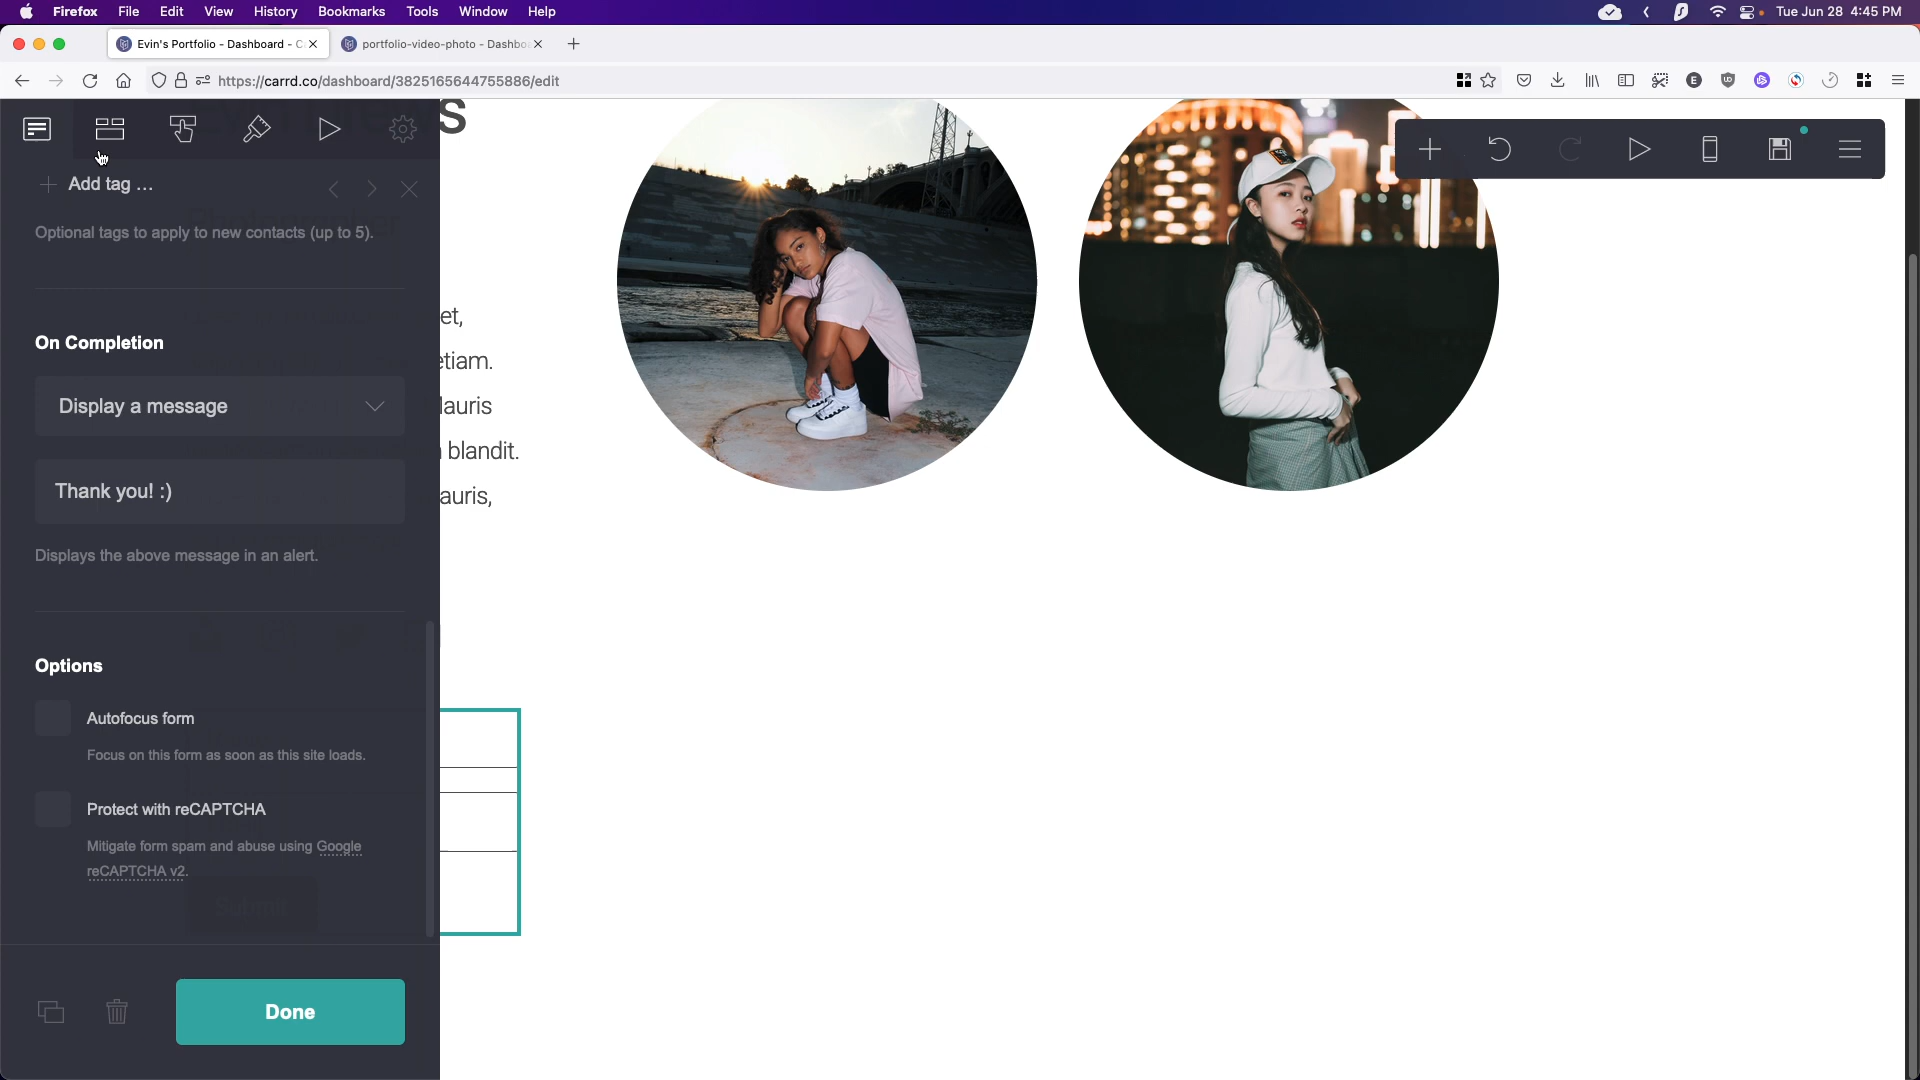 Firefox File Edit View History Bookmarks Tools Window Help Tue Jun 28 4:45 PM
Evin's Portfolio - Dashboard - C portfolio-video-photo - Dashbo
https://carrd.co/dashboard/3825165644755886/edit
Add tag ...
Optional tags to apply to new contacts (up to 5).
et,
On Completion
etiam.
Display a message
blandit.
Thank you! :)
auris,
Displays the above message in an alert.
Options
Autofocus form
Focus on this form as soon as this site loads.
Protect with reCAPTCHA
Mitigate form spam and abuse using Google
reCAPTCHA v2.
Submit
Done